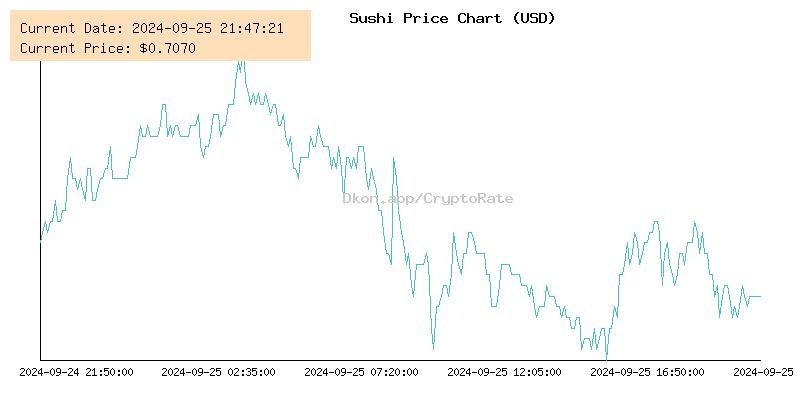 Sushi Price Chart (USD)
Current Date: 2024-09-25 21:47:21
Current Price: $0.7070
Dkon.app/CryptoRate
2024-09-24 21:50:00 2024-09-25 02:35:00 2024-09-25 07:20:00 2024-09-25 12:05:00 2024-09-25 16:50:00 2024-09-25